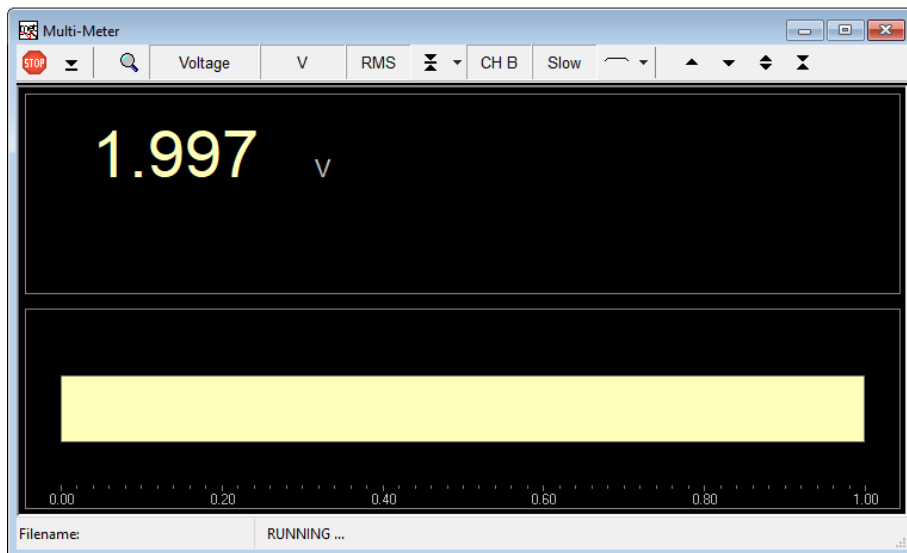 Multi-Meter
STOP Voltage V RMS CH B Slow
1.997 V
0.00 0.20 0.40 0.60 0.80 1.00
Filename: RUNNING ...